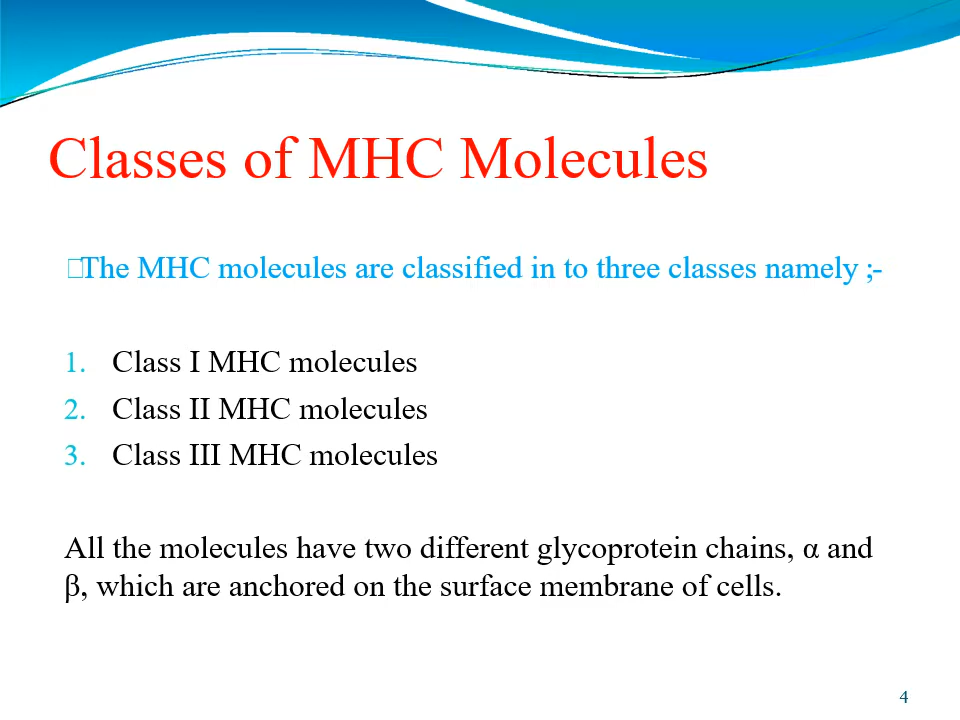 Classes of MHC Molecules
□The MHC molecules are classified in to three classes namely ;-
1. Class I MHC molecules
2. Class II MHC molecules
3. Class III MHC molecules
All the molecules have two different glycoprotein chains, α and
β, which are anchored on the surface membrane of cells.
4